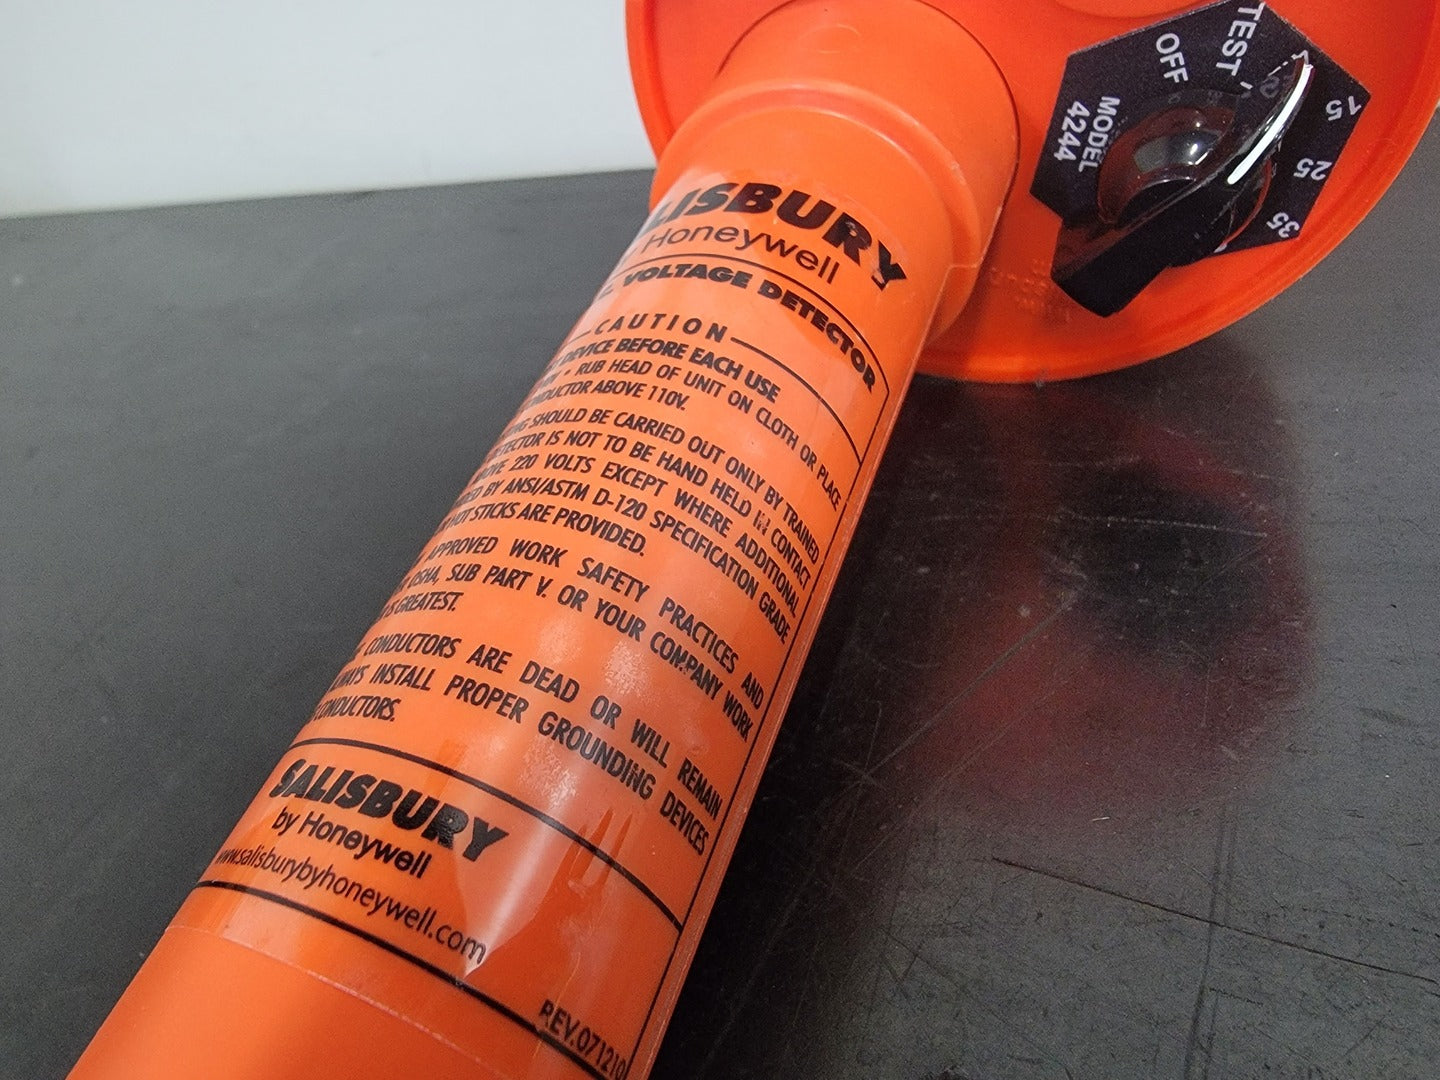 TEST
OFF
MODEL
4244
15
25
35
LISBURY
Honeywell
VOLTAGE DETECTOR
CAUTION
DEVICE BEFORE EACH USE
• RUB HEAD OF UNIT ON CLOTH OR PLACE
ABOVE 110V.
SHOULD BE CARRIED OUT ONLY BY TRAINED
IS NOT TO BE HAND HELD IN CONTACT
220 VOLTS EXCEPT WHERE ADDITIONAL
BY ANSI/ASTM D-120 SPECIFICATION GRADE
HOT STICKS ARE PROVIDED.
APPROVED WORK SAFETY PRACTICES AND
OSHA, SUB PART V. OR YOUR COMPANY WORK
IS GREATEST.
CONDUCTORS ARE DEAD OR WILL REMAIN
INSTALL PROPER GROUNDING DEVICES
CONDUCTORS.
SALISBURY
by Honeywell
www.salisburybyhoneywell.com
REV.071210